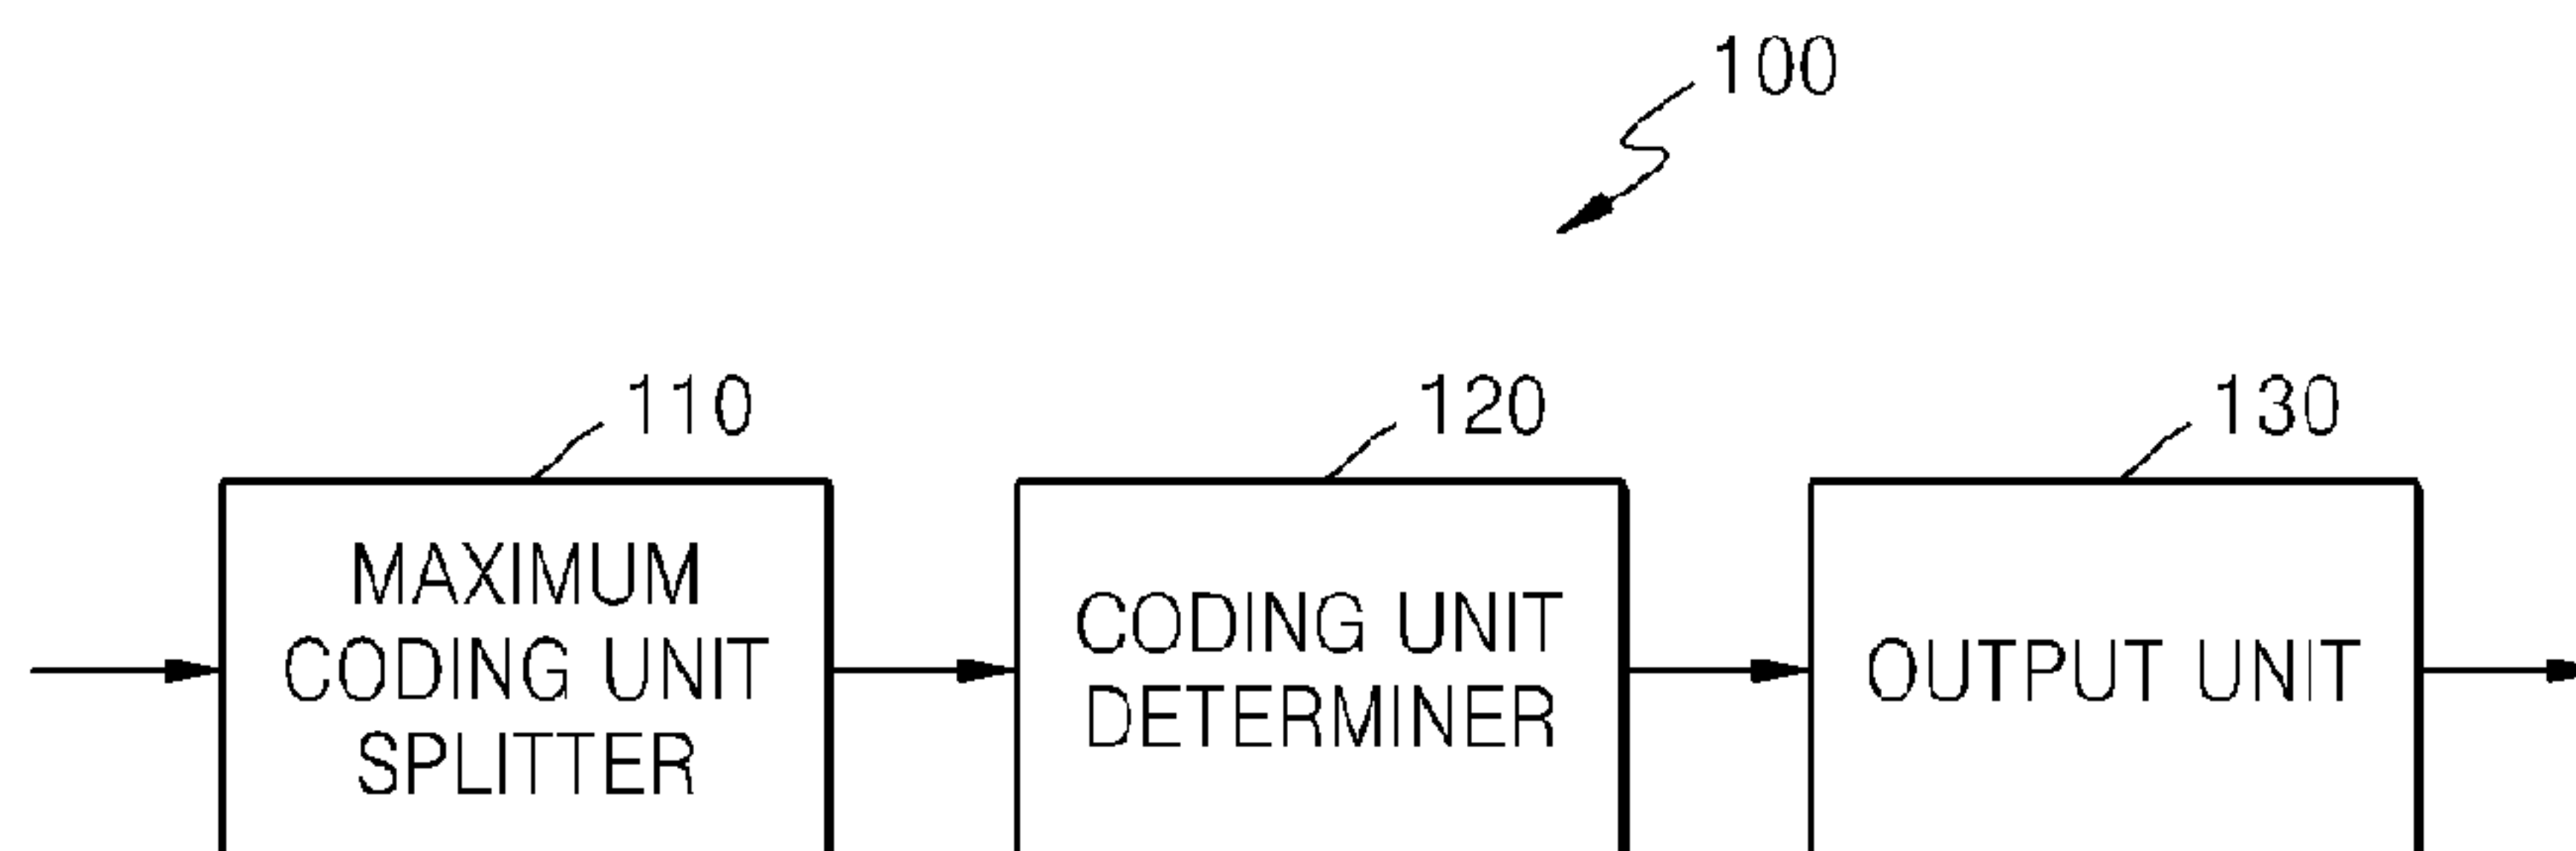 100
110
120
130
MAXIMUM
CODING UNIT
SPLITTER
CODING UNIT
DETERMINER
OUTPUT UNIT